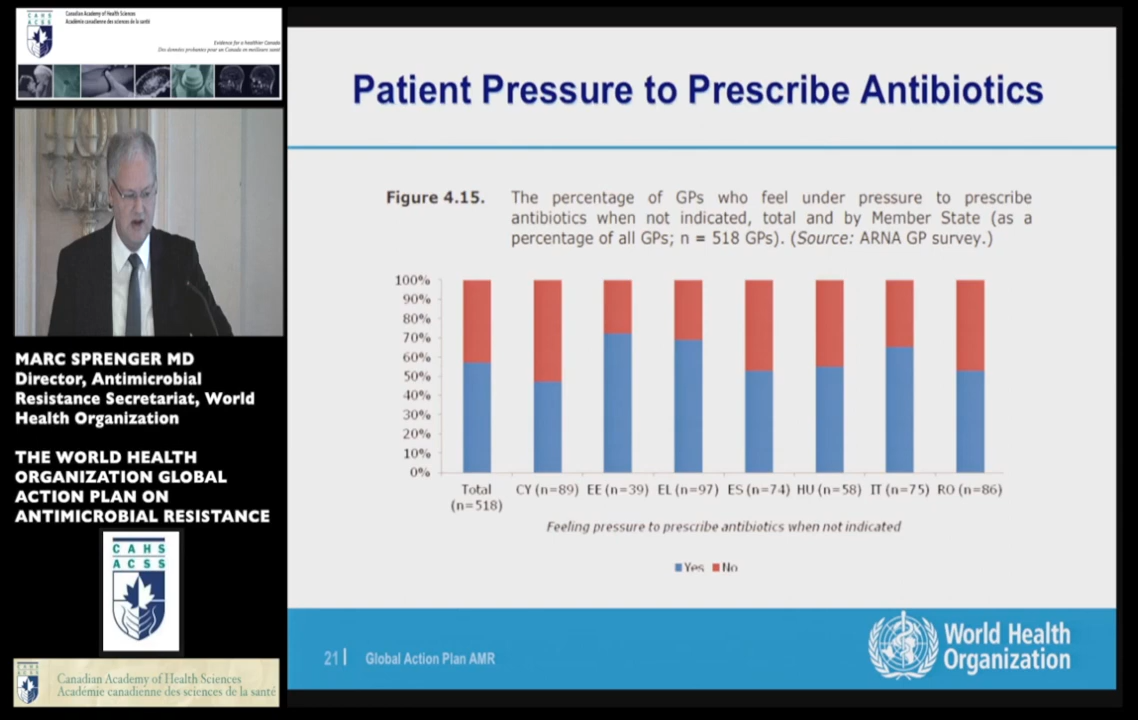 Canadian Academy of Health Sciences
Académie canadienne des sciences de la santé
Evidence for a healthier Canada
Des données probantes pour un Canada en meilleure santé
CAHS
ACSS
MARC SPRENGER MD
Director, Antimicrobial
Resistance Secretariat, World
Health Organization
THE WORLD HEALTH
ORGANIZATION GLOBAL
ACTION PLAN ON
ANTIMICROBIAL RESISTANCE
CAHS
ACSS
Canadian Academy of Health Sciences
Académie canadienne des sciences de la santé
Patient Pressure to Prescribe Antibiotics
Figure 4.15. The percentage of GPs who feel under pressure to prescribe
antibiotics when not indicated, total and by Member State (as a
percentage of all GPs; n = 518 GPs). (Source: ARNA GP survey.)
100%
90%
80%
70%
60%
50%
40%
30%
20%
10%
0%
Total CY (n=89) EE (n=39) EL (n=97) ES (n=74) HU (n=58) IT (n=75) RO (n=86)
(n=518)
Feeling pressure to prescribe antibiotics when not indicated
Yes No
21 | Global Action Plan AMR
World Health
Organization